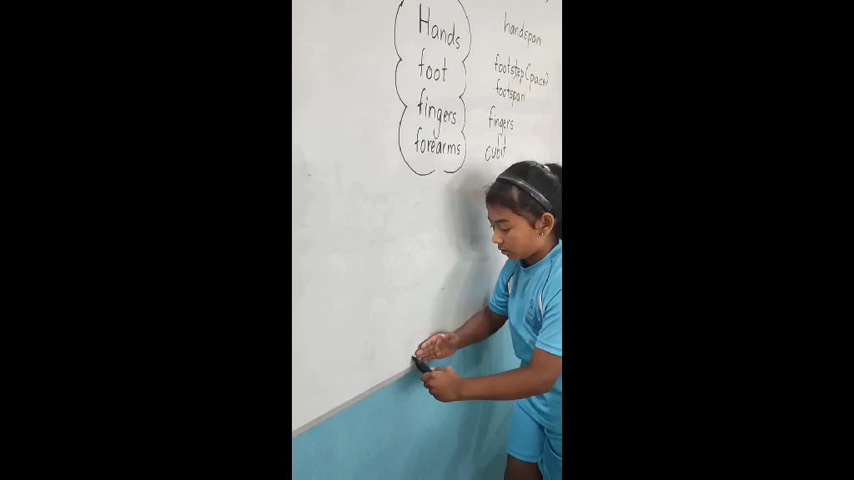 Hands
foot
fingers
forearms
handspan
footstep (pace)
footspan
fingers
cubit